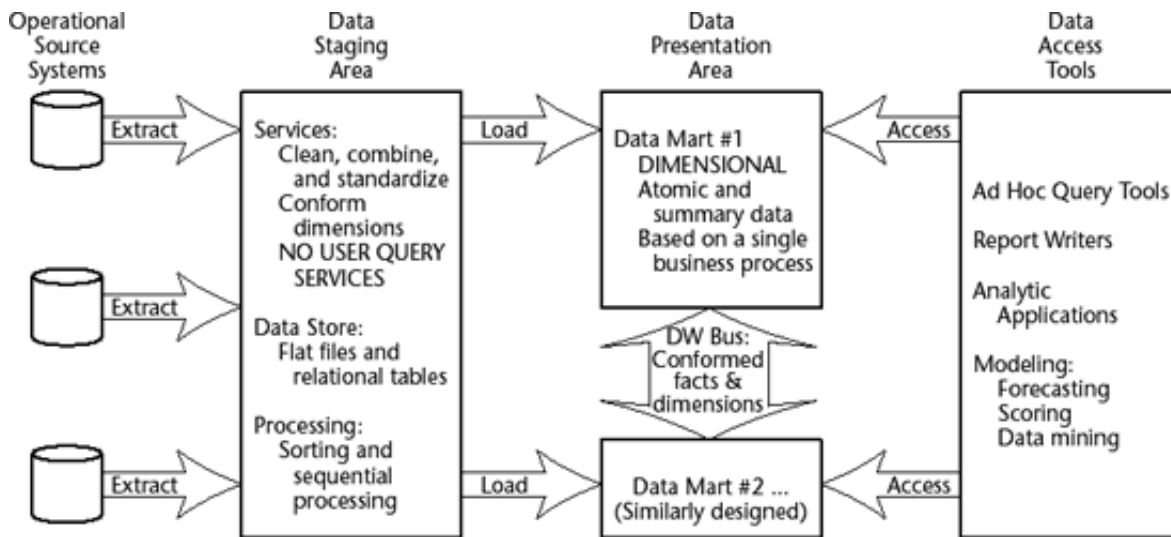 Operational
Source
Systems
Data
Staging
Area
Data
Presentation
Area
Data
Access
Tools
Extract
Extract
Extract
Services:
Clean, combine,
and standardize
Conform
dimensions
NO USER QUERY
SERVICES
Data Store:
Flat files and
relational tables
Processing:
Sorting and
sequential
processing
Load
Load
Data Mart #1
DIMENSIONAL
Atomic and
summary data
Based on a single
business process
DW Bus:
Conformed
facts &
dimensions
Data Mart #2 ...
(Similarly designed)
Access
Access
Ad Hoc Query Tools
Report Writers
Analytic
Applications
Modeling:
Forecasting
Scoring
Data mining